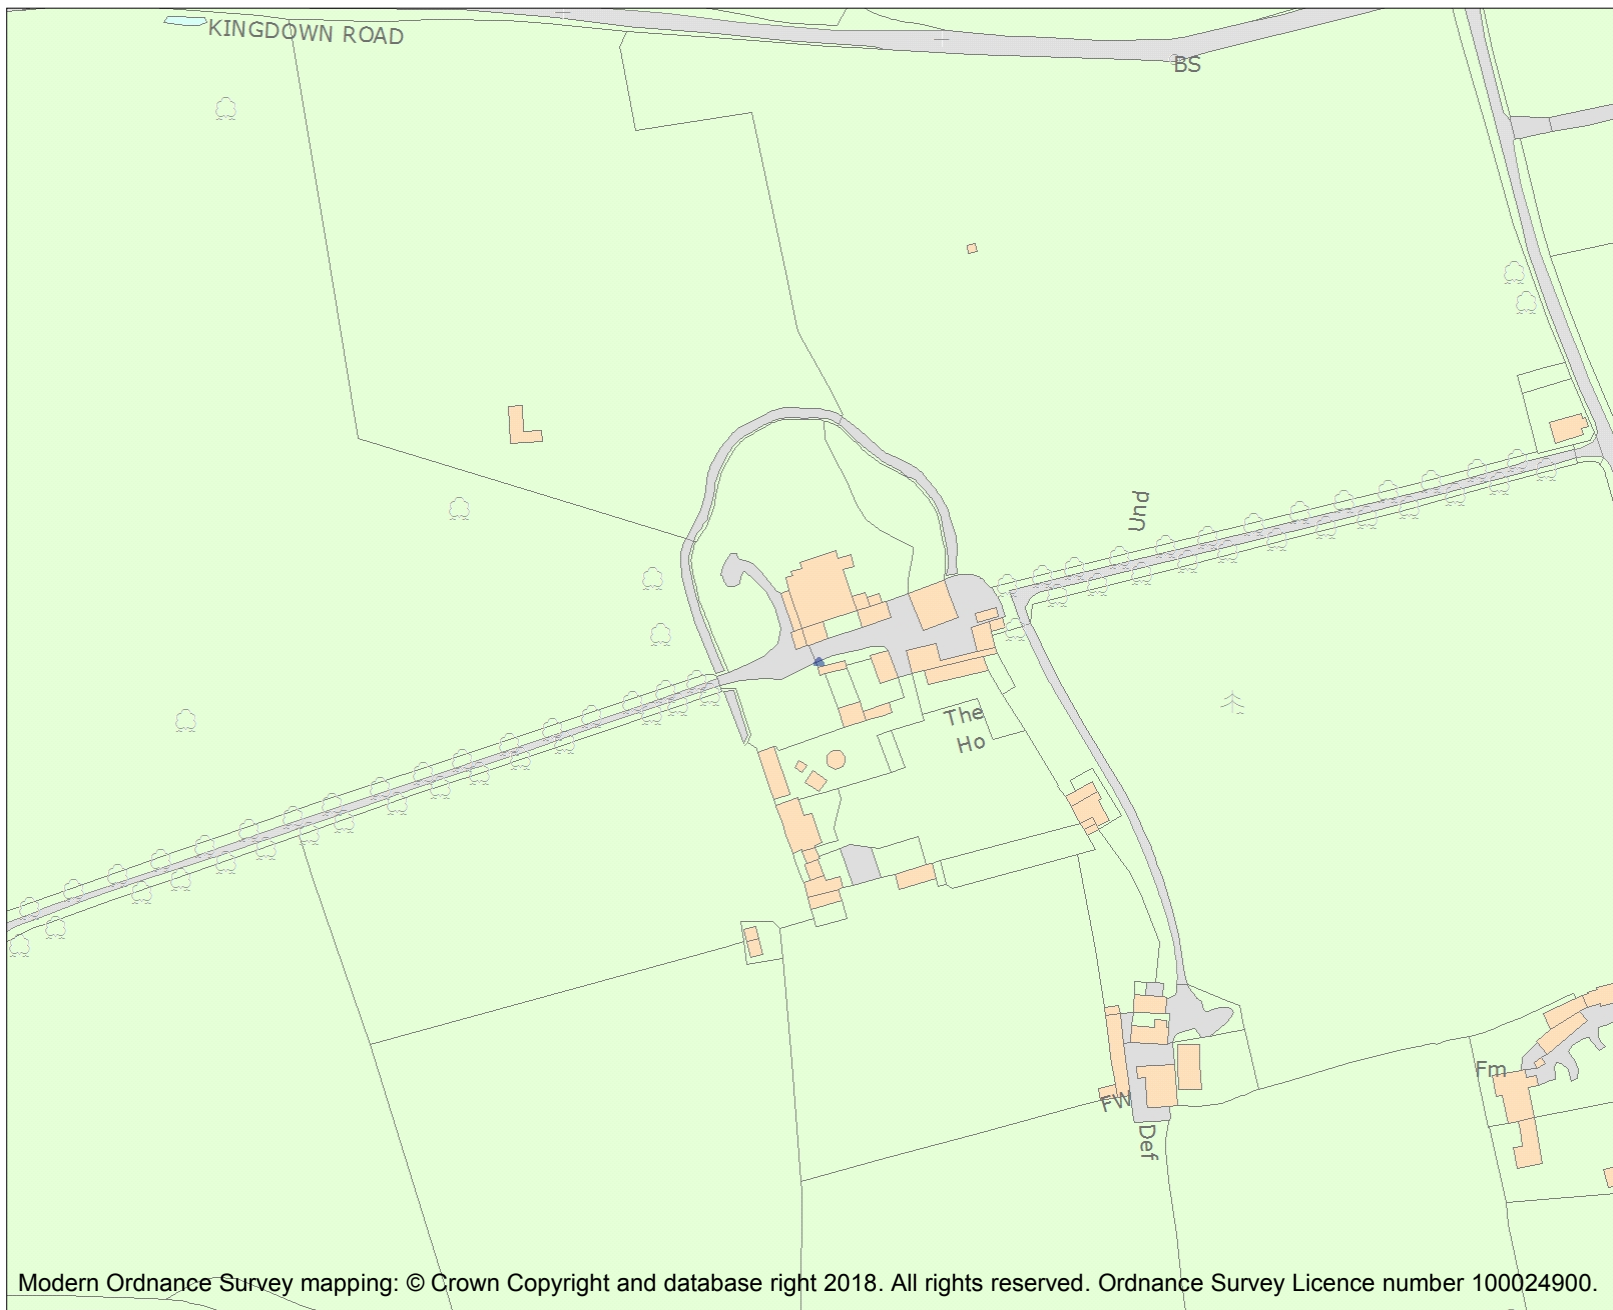 KINGDOWN ROAD
BS
Und
The
Ho
Fm
FW
Def
Modern Ordnance Survey mapping: © Crown Copyright and database right 2018. All rights reserved. Ordnance Survey Licence number 100024900.